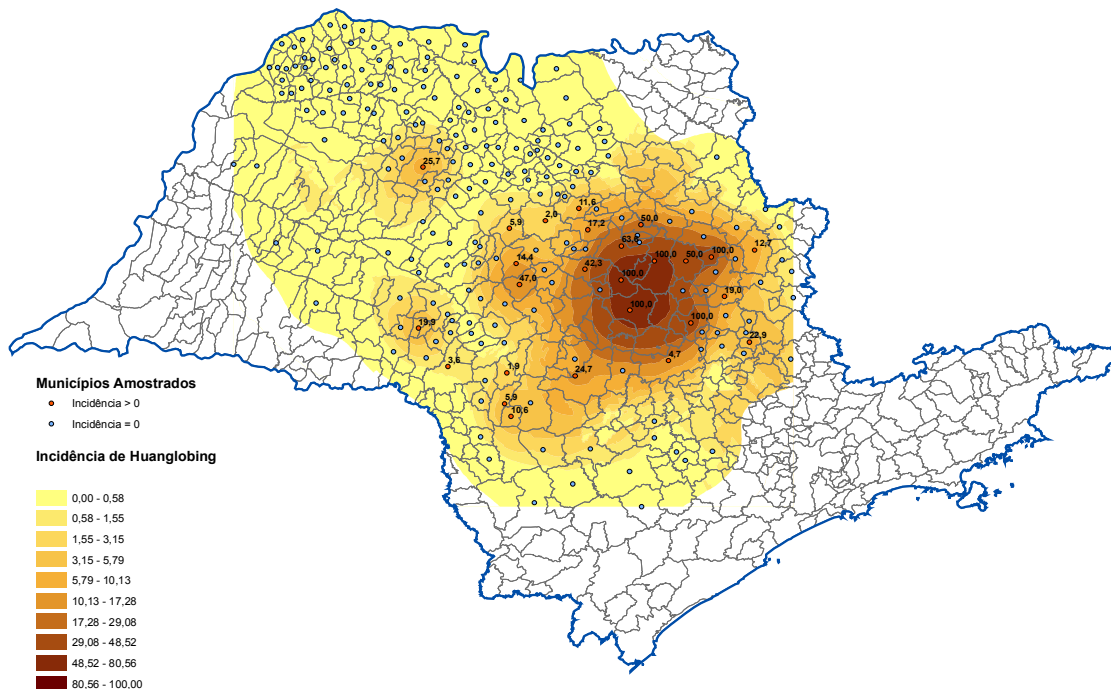 25,7
11,6
2,0
5,9
17,2
50,0
63,6
12,7
14,4
42,3
100,0
50,0
100,0
47,0
100,0
19,0
100,0
19,9
100,0
22,9
3,6
1,9
24,7
4,7
5,9
10,6
Municípios Amostrados
Incidência > 0
Incidência = 0
Incidência de Huanglobing
0,00 - 0,58
0,58 - 1,55
1,55 - 3,15
3,15 - 5,79
5,79 - 10,13
10,13 - 17,28
17,28 - 29,08
29,08 - 48,52
48,52 - 80,56
80,56 - 100,00